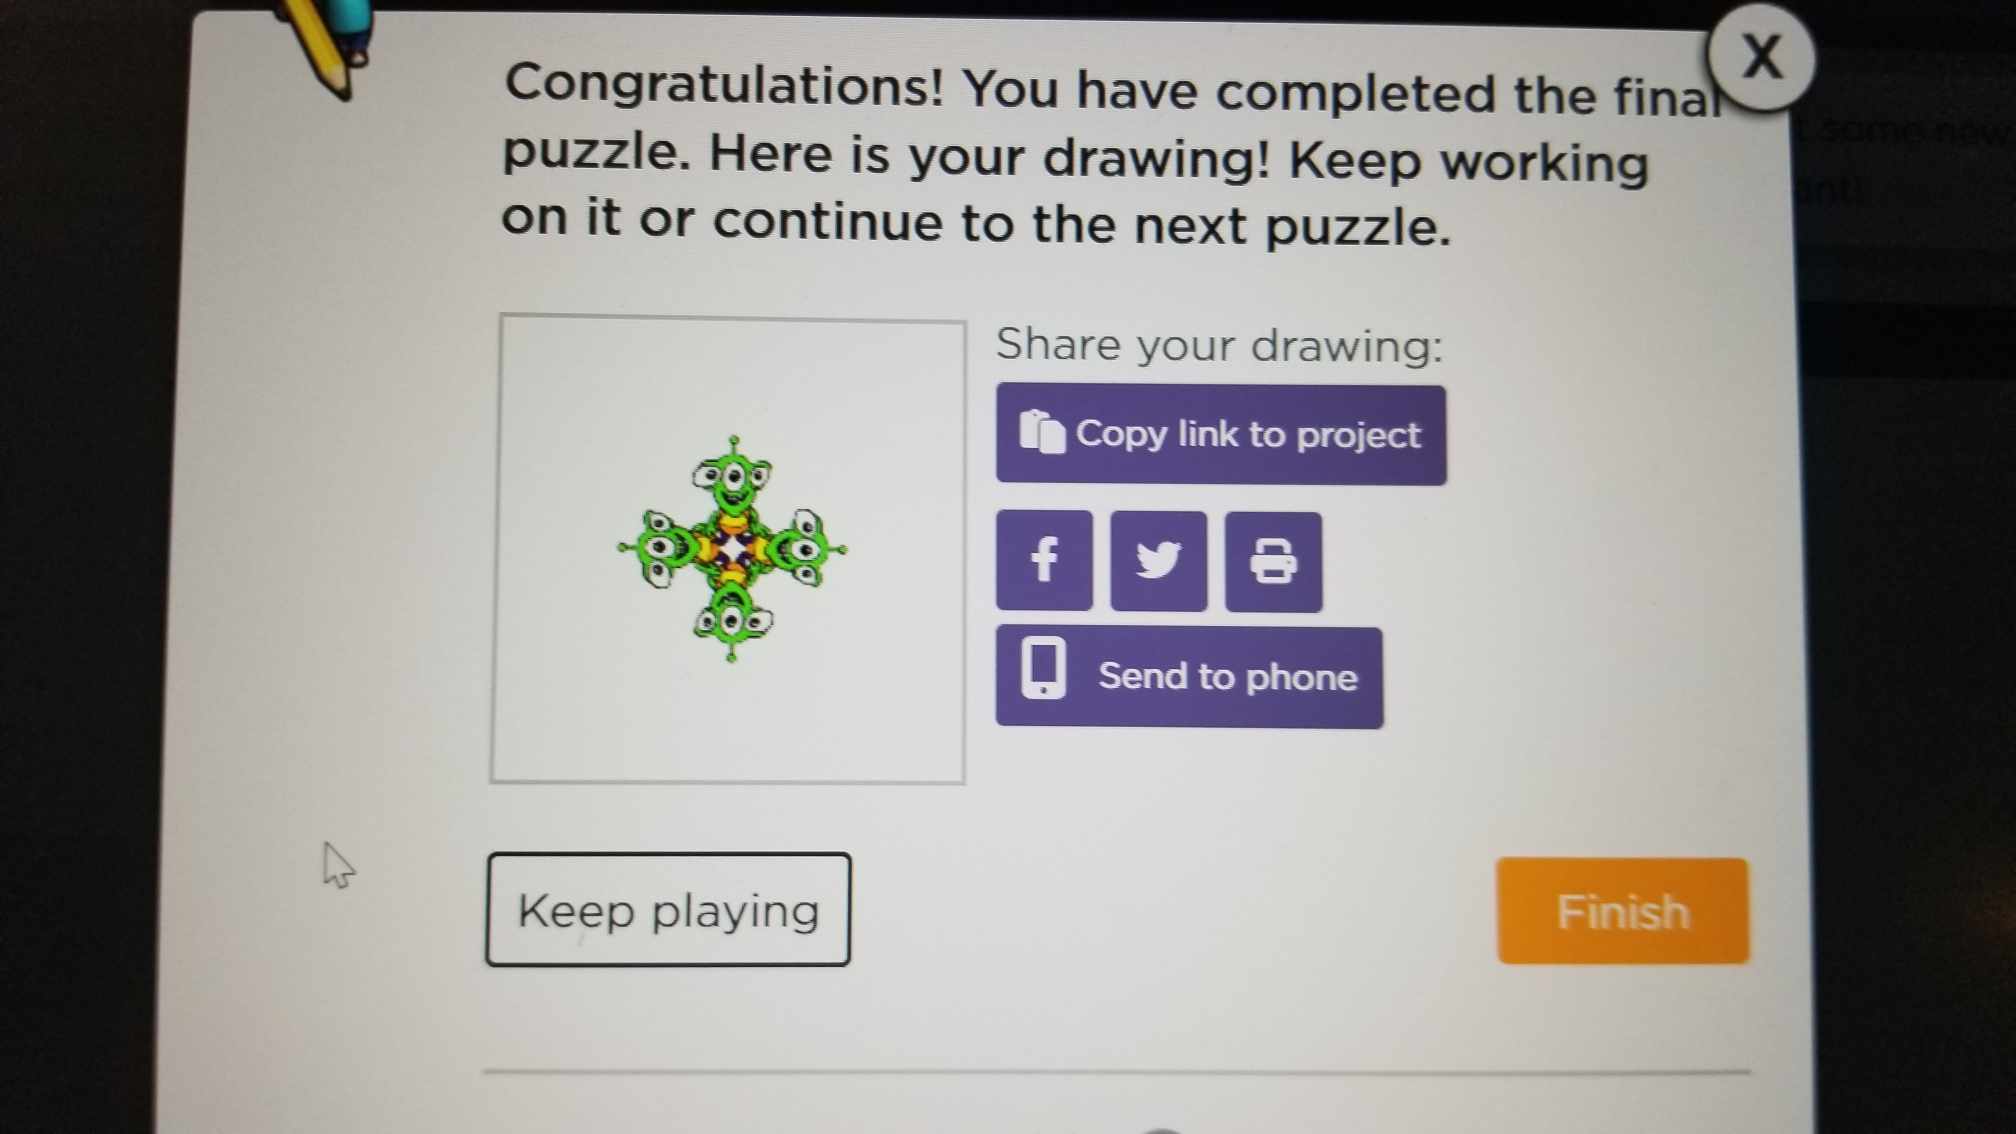 X
Congratulations! You have completed the final
puzzle. Here is your drawing! Keep working
on it or continue to the next puzzle.
Share your drawing:
Copy link to project
f
Send to phone
Keep playing
Finish